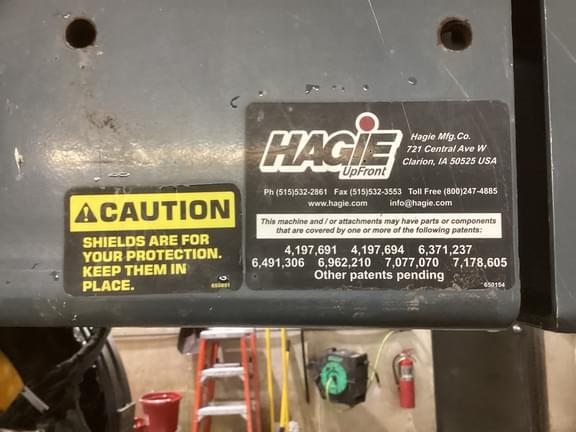 HAGIE
UpFront
Hagie Mfg.Co.
721 Central Ave W
Clarion, IA 50525 USA
Ph (515)532-2861 Fax (515)532-3553 Toll Free (800)247-4885
www.hagie.com info@hagie.com
This machine and / or attachments may have parts or components
that are covered by one or more of the following patents:
4,197,691 4,197,694 6,371,237
6,491,306 6,962,210 7,077,070 7,178,605
Other patents pending
650154
CAUTION
SHIELDS ARE FOR
YOUR PROTECTION.
KEEP THEM IN
PLACE.